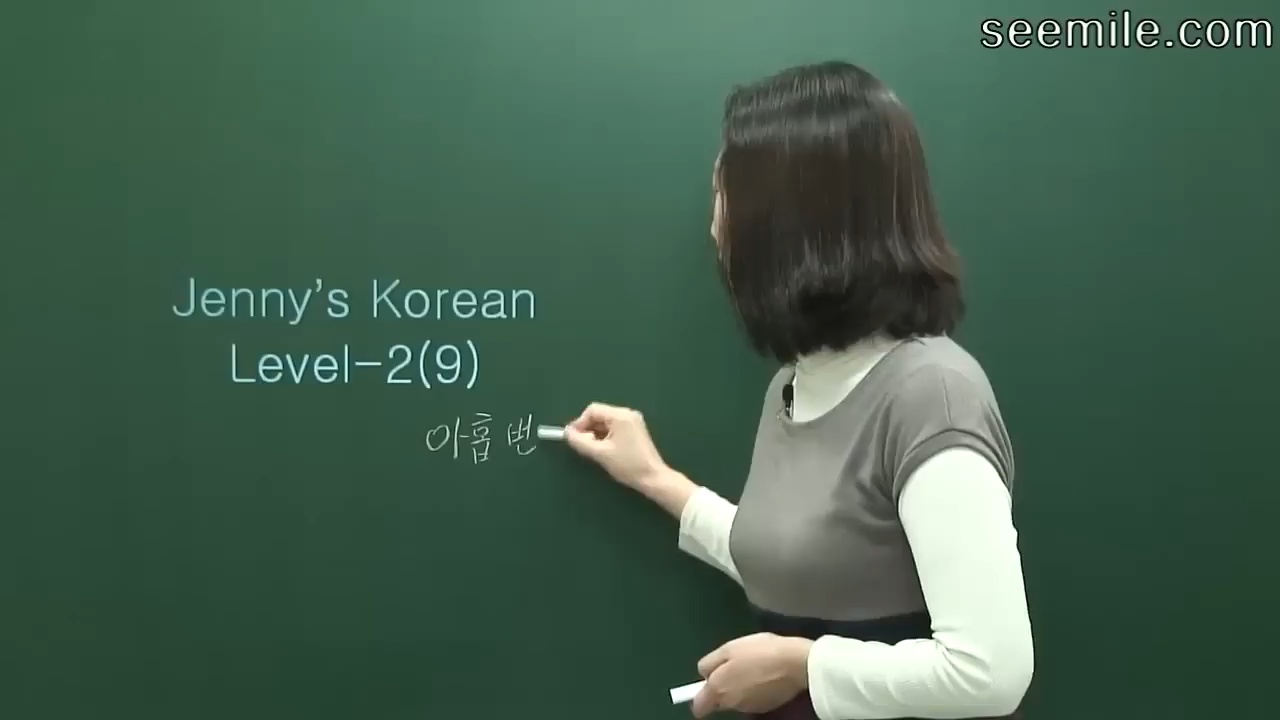 seemile.com
Jenny's Korean
Level-2(9)
아홉 번